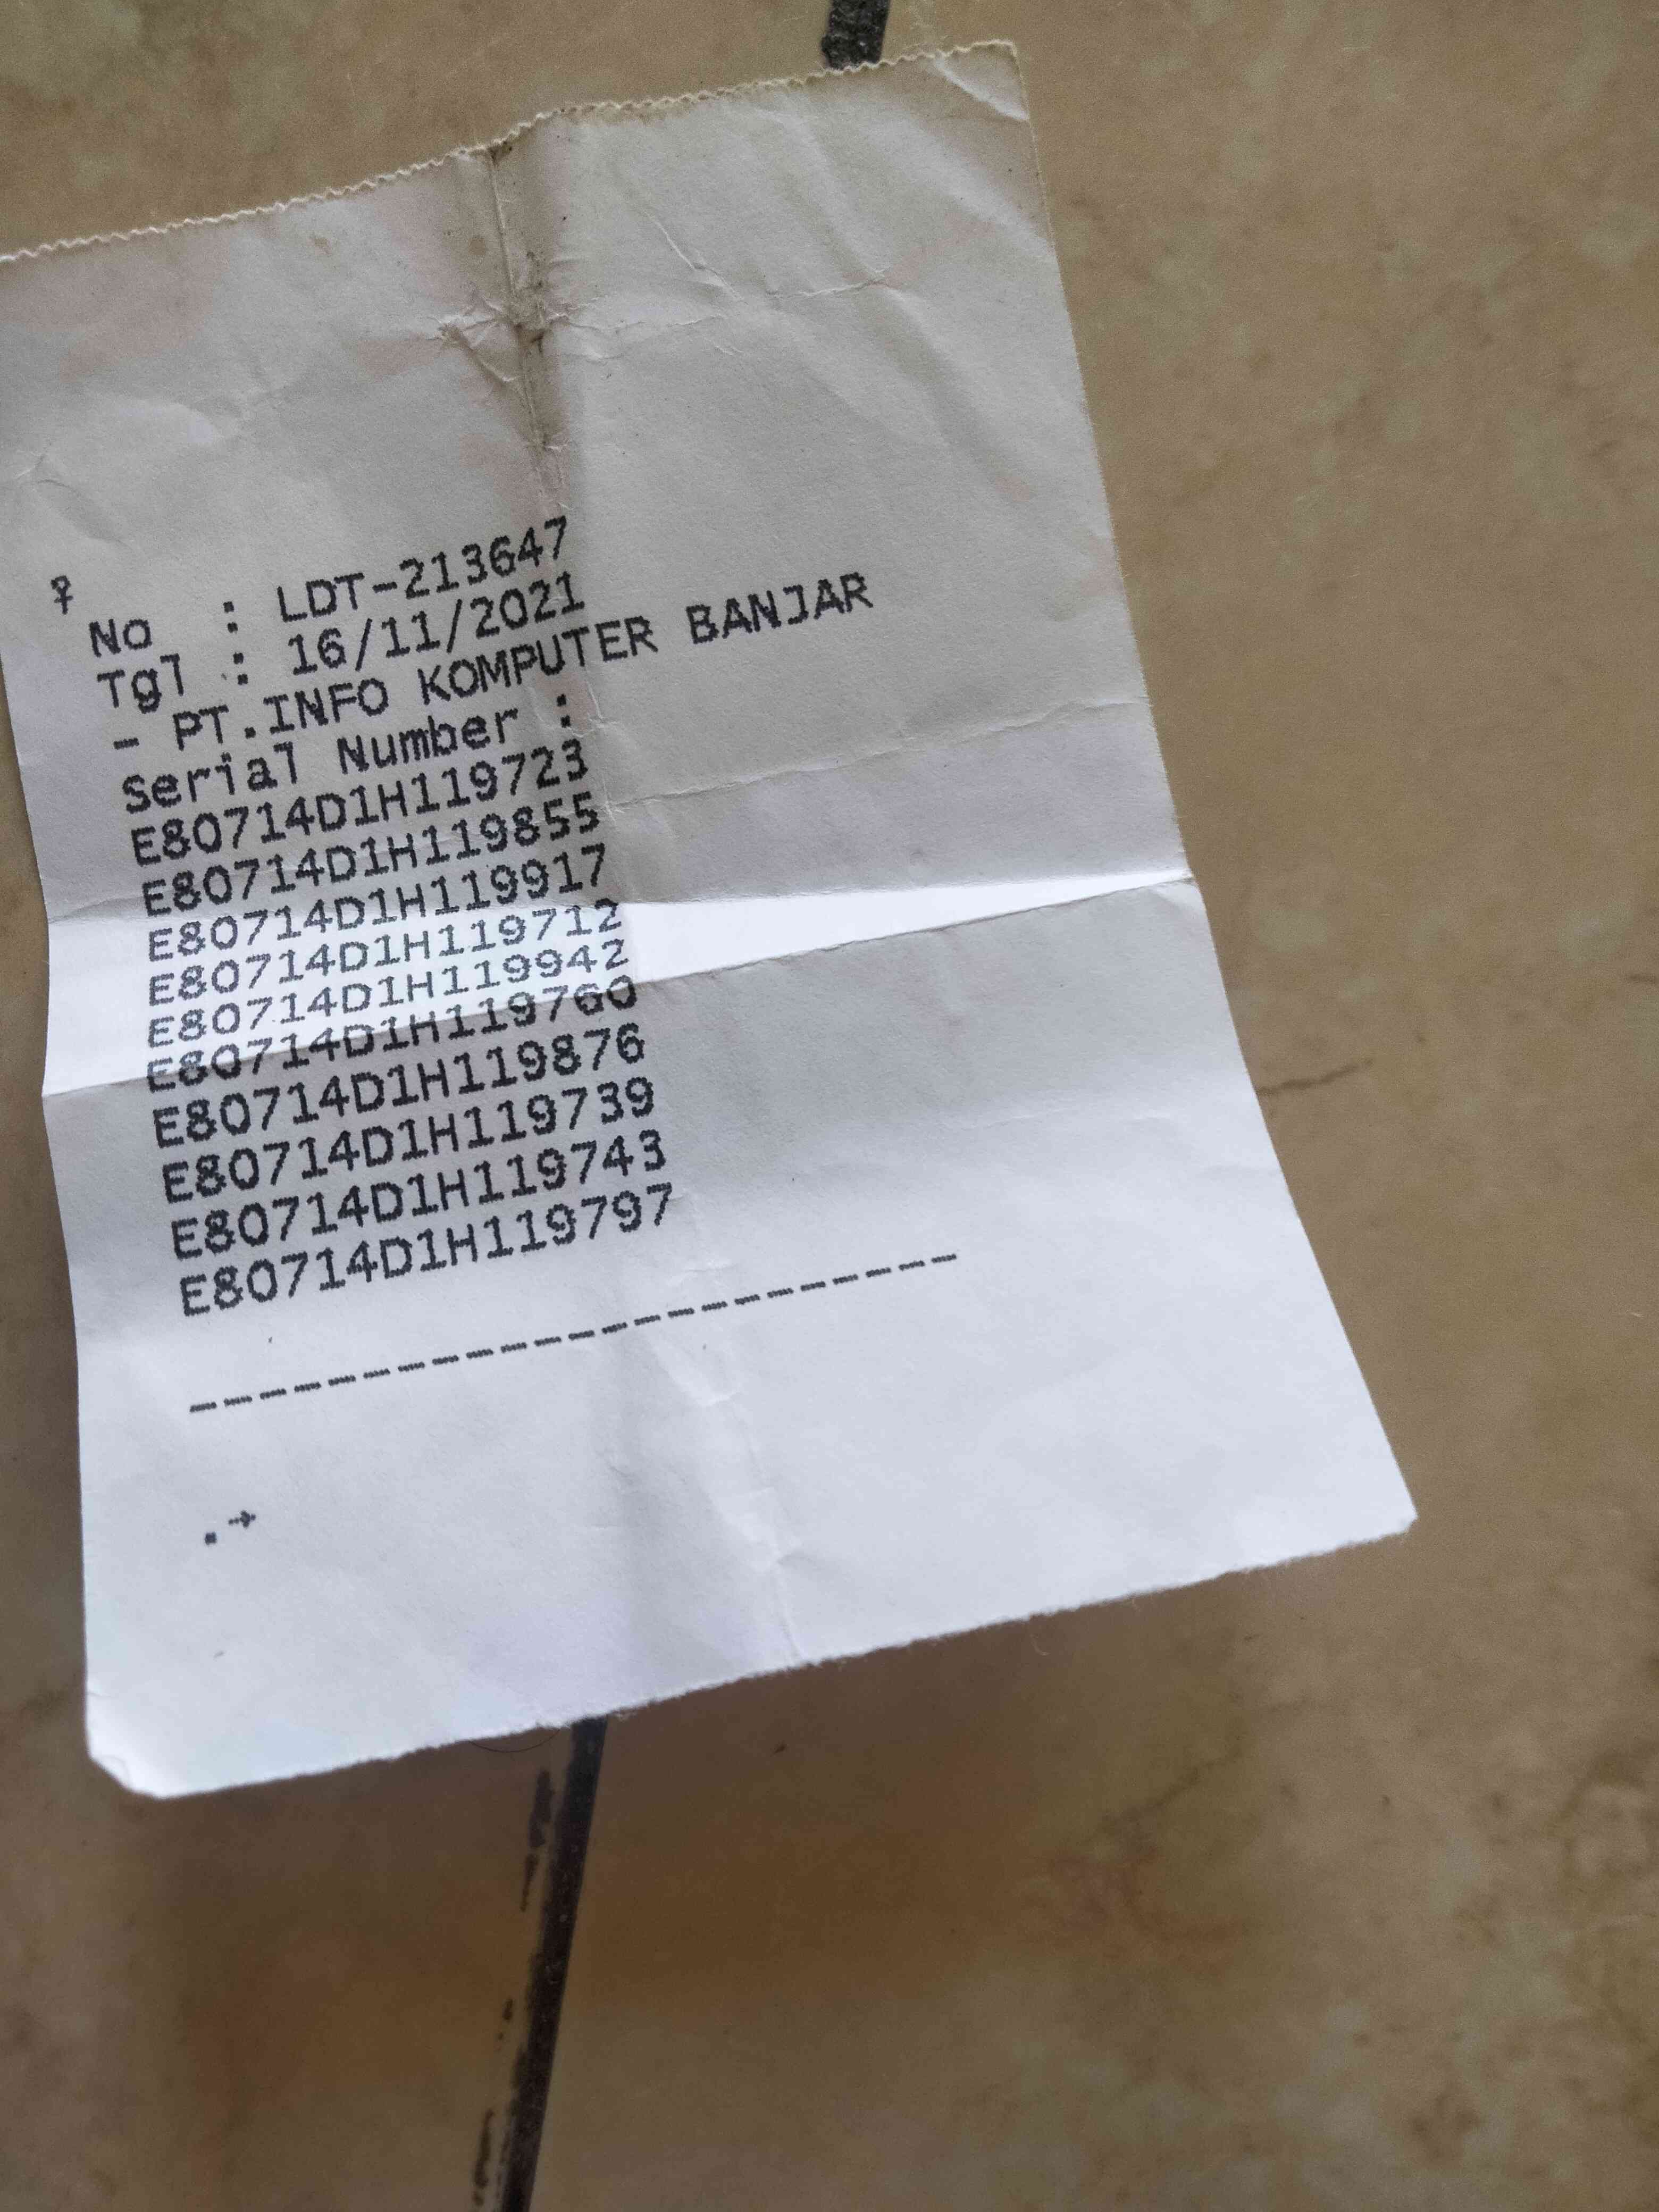 No : LDT-213647
Tgl : 16/11/2021
- PT.INFO KOMPUTER BANJAR
Serial Number :
E80714D1H119723
E80714D1H119855
E80714D1H119917
E80714D1H119712
E80714D1H119942
E80714D1H119760
E80714D1H119876
E80714D1H119739
E80714D1H119743
E80714D1H119797
-----------------------
.→